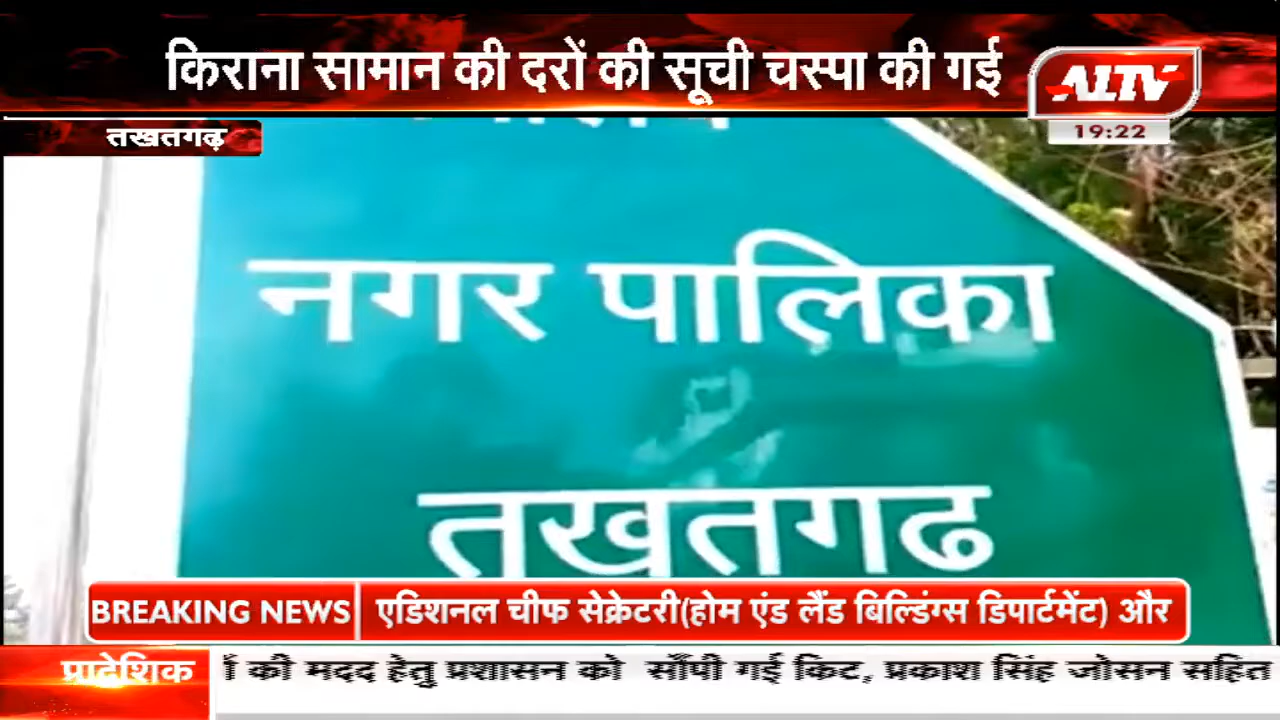 किराना सामान की दरों की सूची चस्पा की गई
ALTV
19:22
तखतगढ़
नगर पालिका
तखतगढ
BREAKING NEWS
एडिशनल चीफ सेक्रेटरी(होम एंड लैंड बिल्डिंग्स डिपार्टमेंट) और
प्रादेशिक
की मदद हेतु प्रशासन को सौंपी गई किट, प्रकाश सिंह जोसन सहित